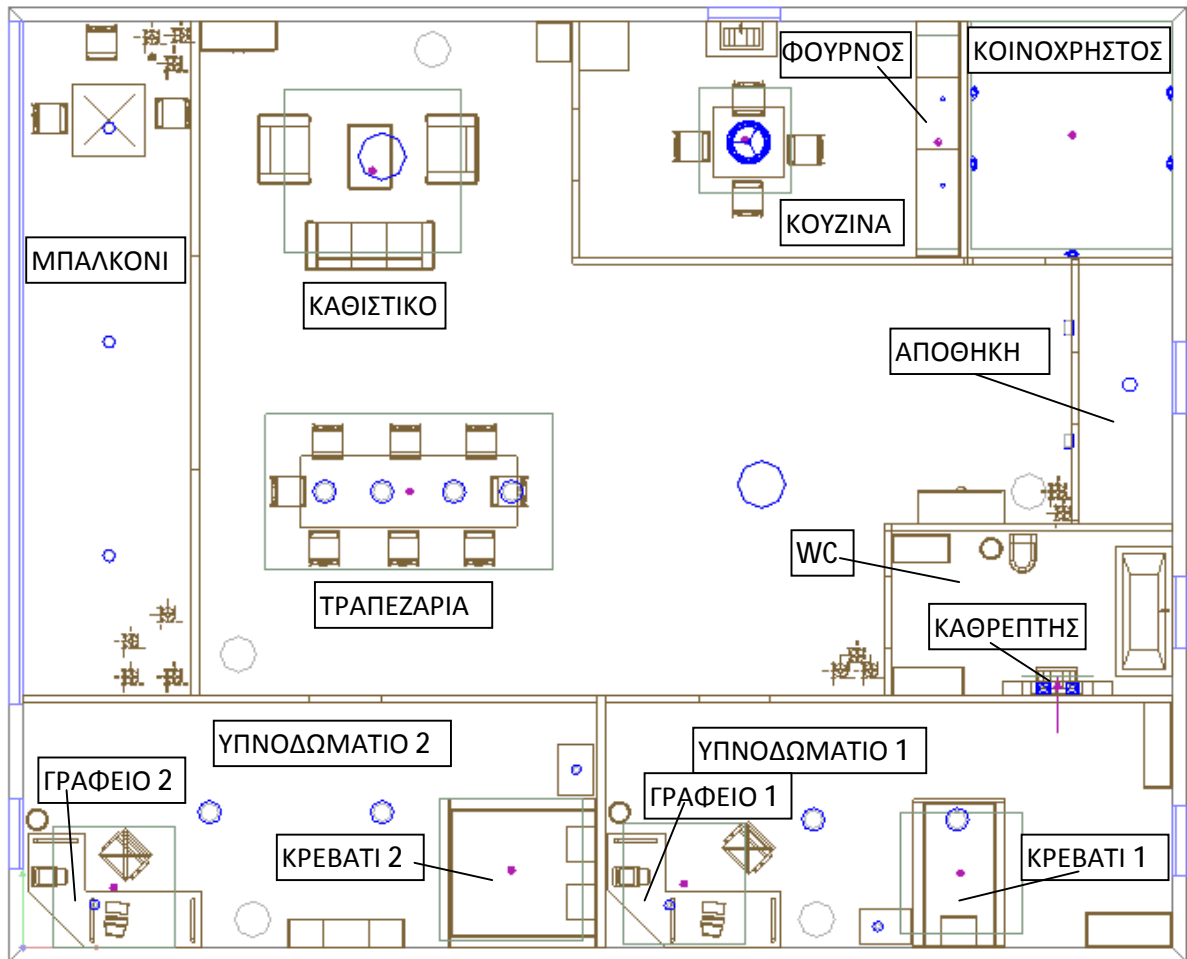 ΦΟΥΡΝΟΣ
ΚΟΙΝΟΧΡΗΣΤΟΣ
ΚΟΥΖΙΝΑ
ΜΠΑΛΚΟΝΙ
ΚΑΘΙΣΤΙΚΟ
ΑΠΟΘΗΚΗ
WC
ΤΡΑΠΕΖΑΡΙΑ
ΚΑΘΡΕΠΤΗΣ
ΥΠΝΟΔΩΜΑΤΙΟ 2
ΥΠΝΟΔΩΜΑΤΙΟ 1
ΓΡΑΦΕΙΟ 2
ΓΡΑΦΕΙΟ 1
ΚΡΕΒΑΤΙ 2
ΚΡΕΒΑΤΙ 1